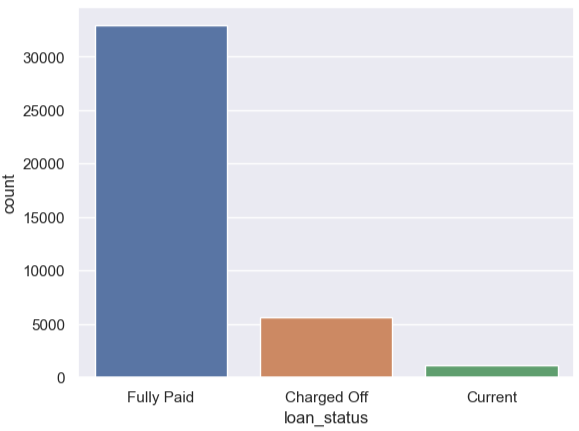 30000
25000
20000
15000
10000
5000
0
count
Fully Paid
Charged Off
Current
loan_status